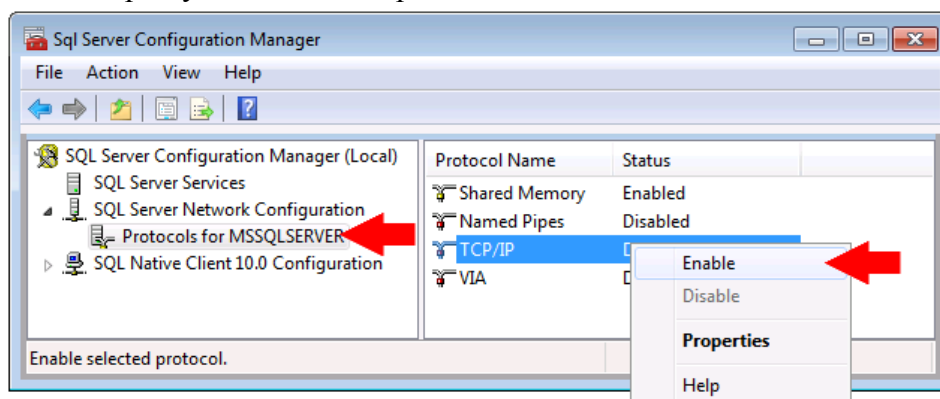 Sql Server Configuration Manager
File Action View Help
SQL Server Configuration Manager (Local)
SQL Server Services
SQL Server Network Configuration
Protocols for MSSQLSERVER
SQL Native Client 10.0 Configuration
Protocol Name Status
Shared Memory Enabled
Named Pipes Disabled
TCP/IP D
VIA D
Enable
Disable
Properties
Help
Enable selected protocol.